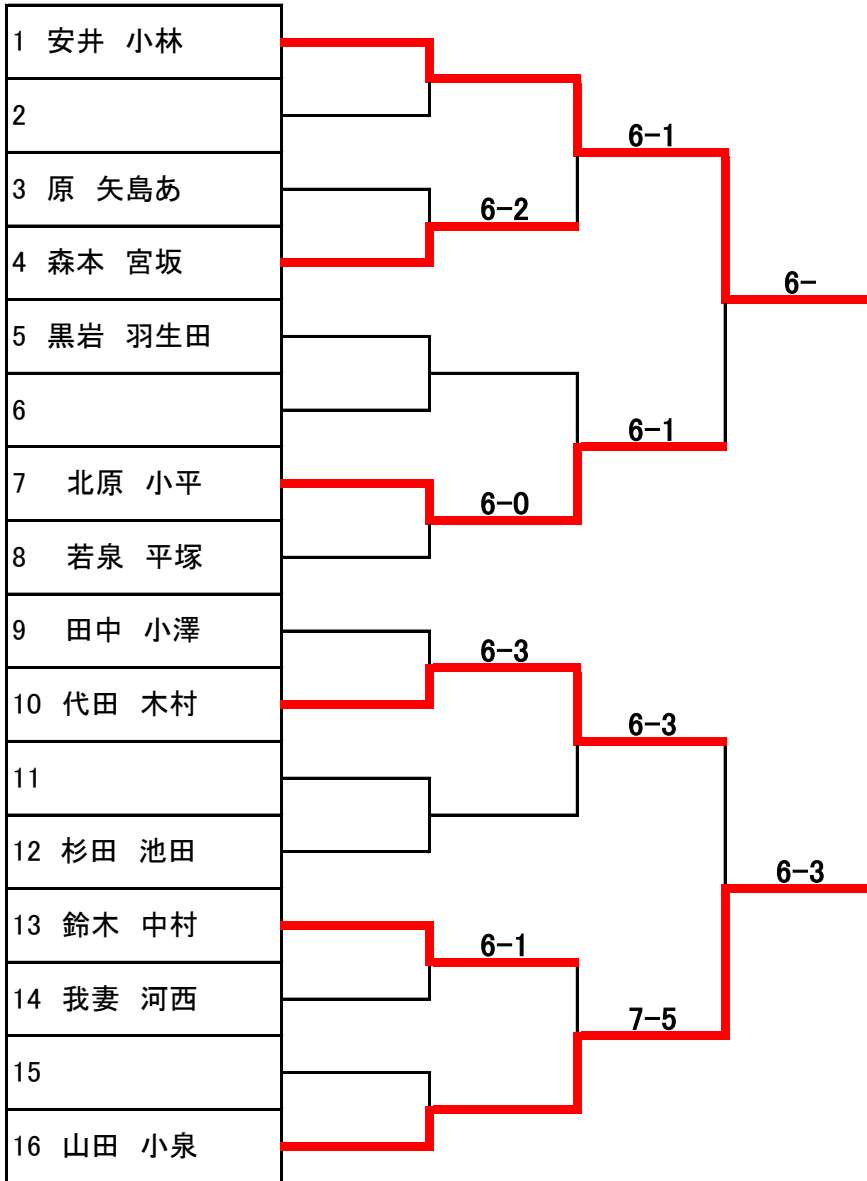 1 安井 小林
2
3 原 矢島あ
4 森本 宮坂
5 黒岩 羽生田
6
7 北原 小平
8 若泉 平塚
9 田中 小澤
10 代田 木村
11
12 杉田 池田
13 鈴木 中村
14 我妻 河西
15
16 山田 小泉
6-2
6-0
6-3
6-1
6-1
6-1
6-3
7-5
6-
6-3